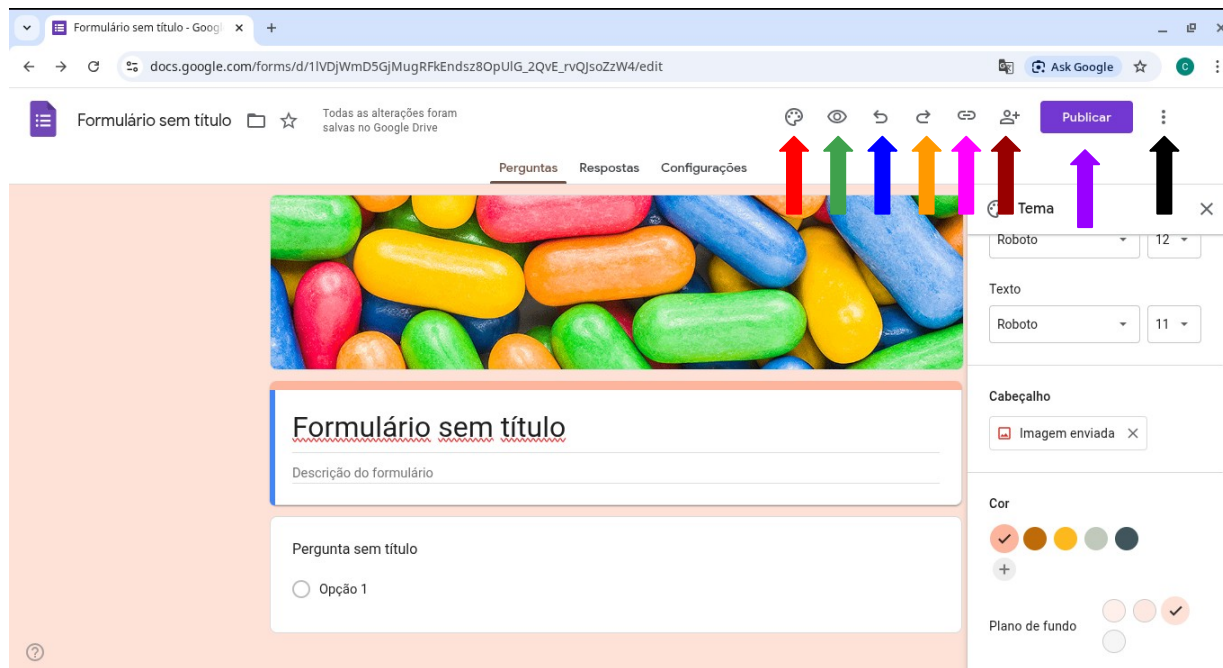 Formulário sem título - Goog
docs.google.com/forms/d/1lVDjWmD5GjMugRFkEndsz8OpUlG_2QvE_rvQJsoZzW4/edit
Ask Google
C
Formulário sem título
Todas as alterações foram
salvas no Google Drive
Publicar
Perguntas Respostas Configurações
Tema
Roboto 12
Texto
Roboto 11
Cabeçalho
Imagem enviada
Cor
Plano de fundo
Formulário sem título
Descrição do formulário
Pergunta sem título
Opção 1